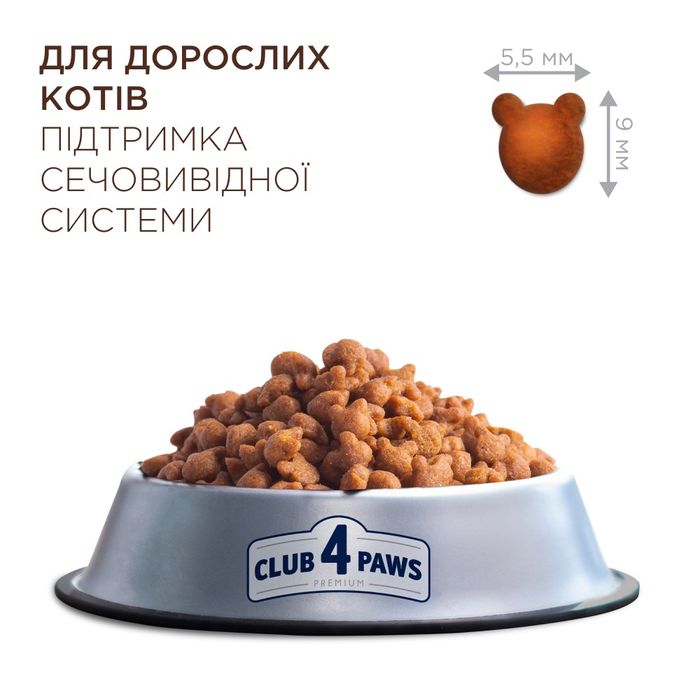 ДЛЯ ДОРОСЛИХ
КОТІВ
ПІДТРИМКА
СЕЧОВИВІДНОЇ
СИСТЕМИ
5,5 мм
9 мм
CLUB 4 PAWS
PREMIUM